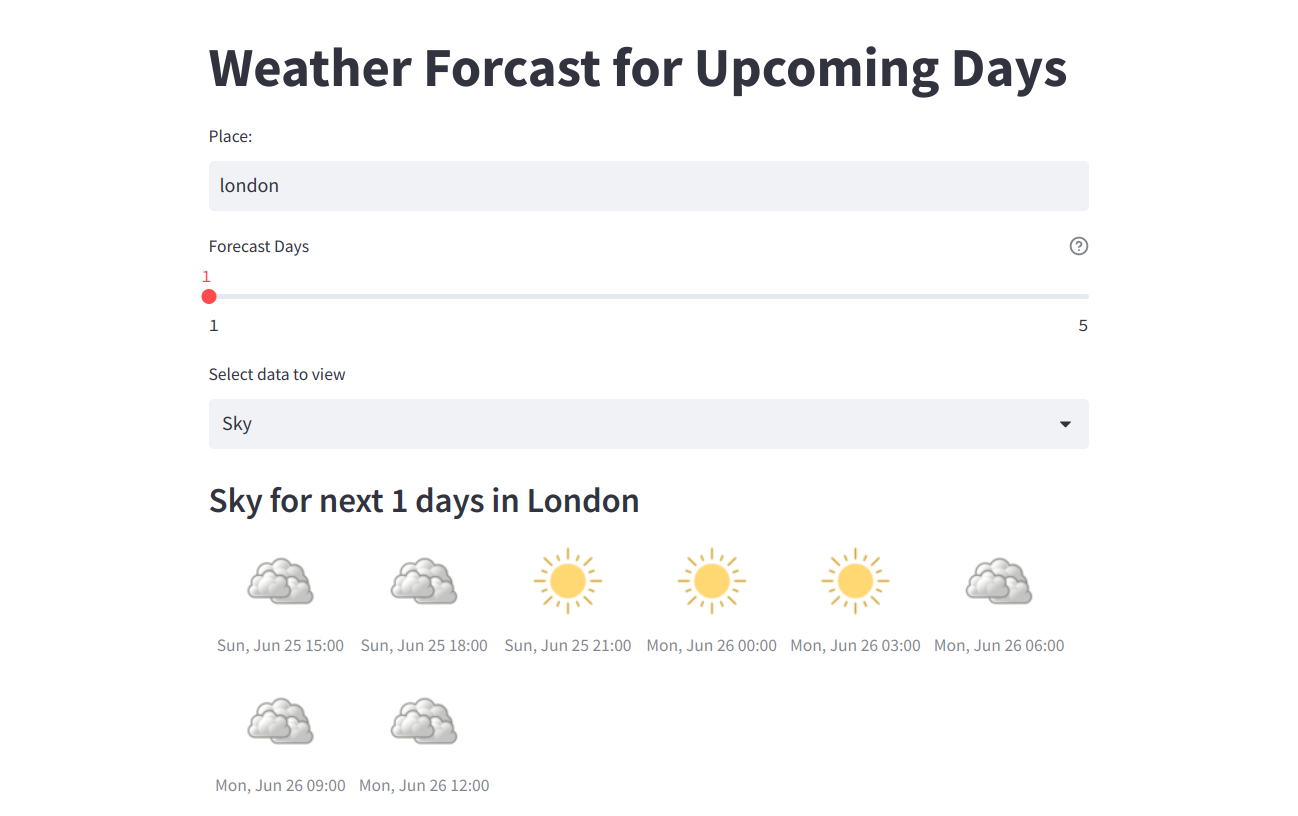 Weather Forcast for Upcoming Days
Place:
london
Forecast Days
1
1 5
Select data to view
Sky
Sky for next 1 days in London
Sun, Jun 25 15:00 Sun, Jun 25 18:00 Sun, Jun 25 21:00 Mon, Jun 26 00:00 Mon, Jun 26 03:00 Mon, Jun 26 06:00
Mon, Jun 26 09:00 Mon, Jun 26 12:00